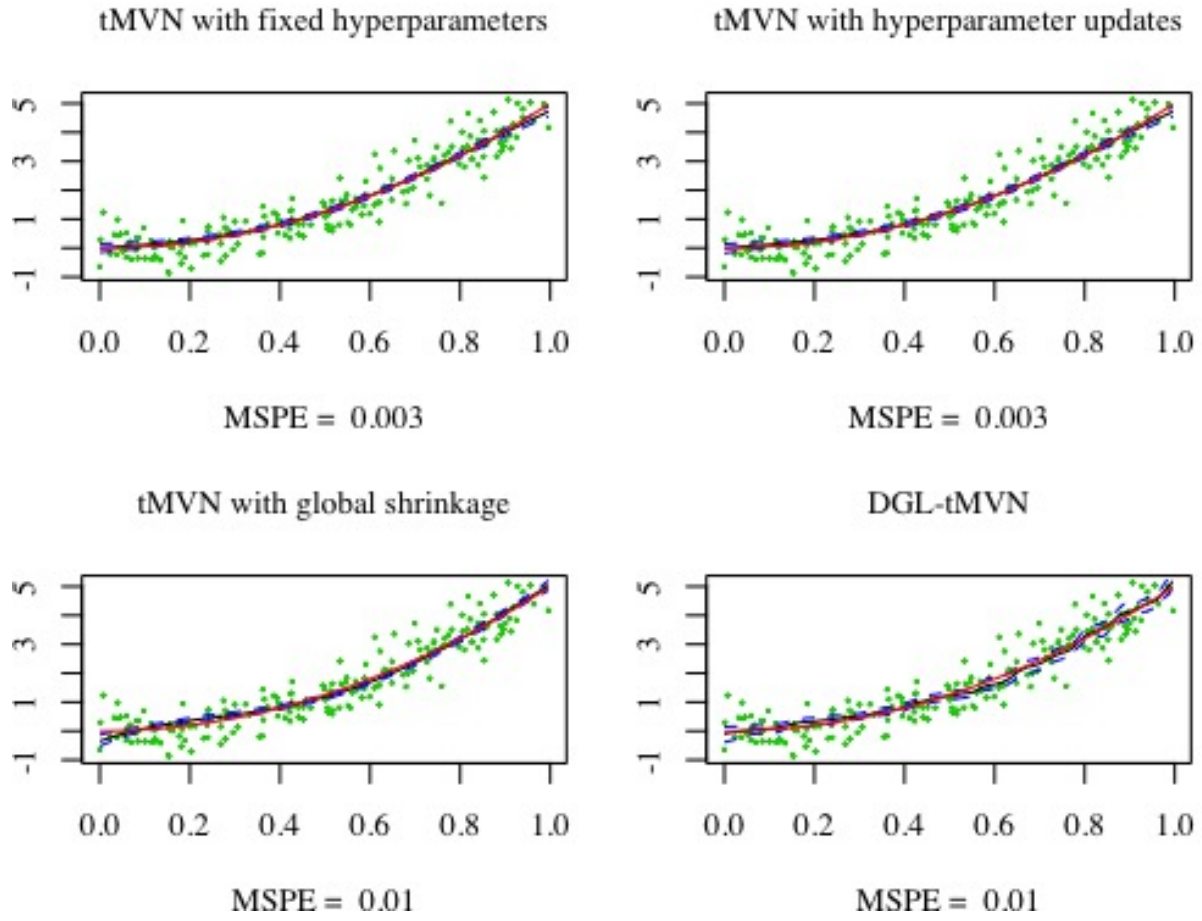 tMVN with fixed hyperparameters
tMVN with hyperparameter updates
5
3
1
-1
0.0 0.2 0.4 0.6 0.8 1.0
MSPE = 0.003
5
3
1
-1
0.0 0.2 0.4 0.6 0.8 1.0
MSPE = 0.003
tMVN with global shrinkage
DGL-tMVN
5
3
1
-1
0.0 0.2 0.4 0.6 0.8 1.0
MSPE = 0.01
5
3
1
-1
0.0 0.2 0.4 0.6 0.8 1.0
MSPE = 0.01